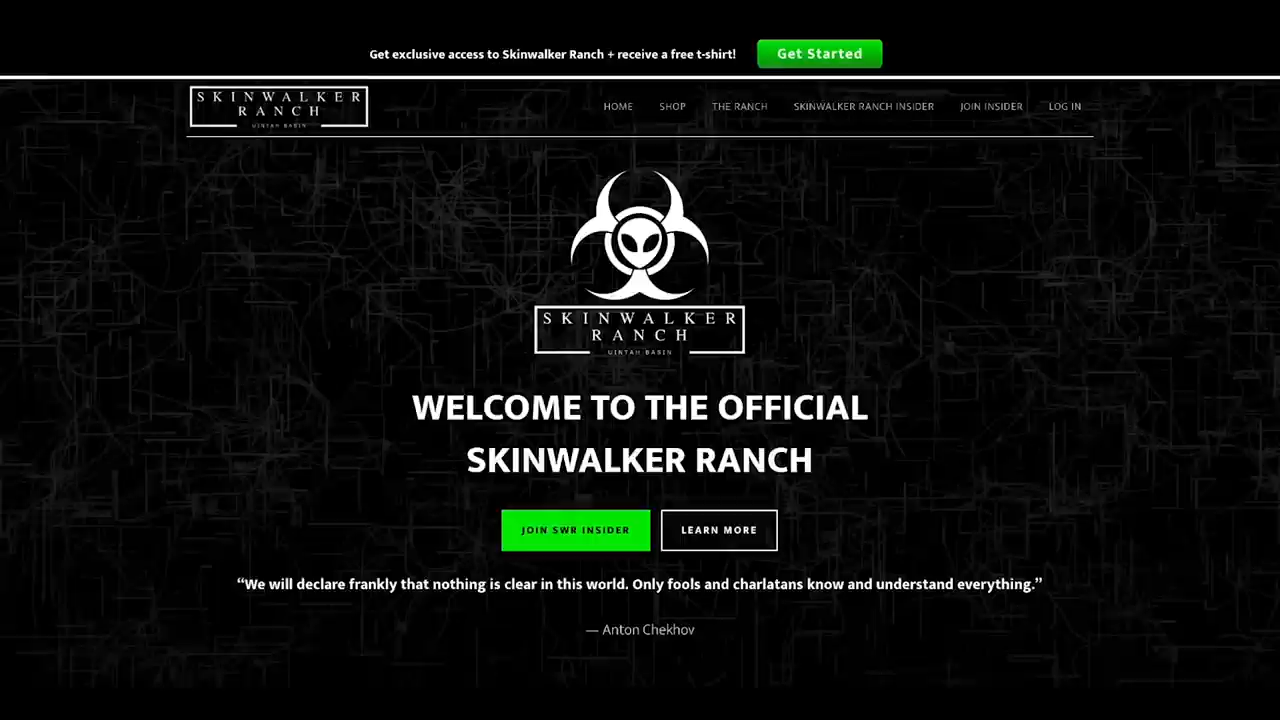 Get exclusive access to Skinwalker Ranch + receive a free t-shirt!
Get Started
SKINWALKER
RANCH
UINTAH BASIN
HOME
SHOP
THE RANCH
SKINWALKER RANCH INSIDER
JOIN INSIDER
LOG IN
SKINWALKER
RANCH
UINTAH BASIN
WELCOME TO THE OFFICIAL
SKINWALKER RANCH
JOIN SWR INSIDER
LEARN MORE
“We will declare frankly that nothing is clear in this world. Only fools and charlatans know and understand everything.”
— Anton Chekhov